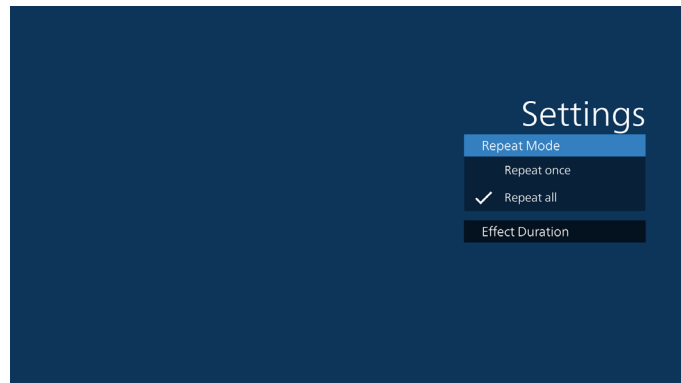 Settings
Repeat Mode
Repeat once
Repeat all
Effect Duration